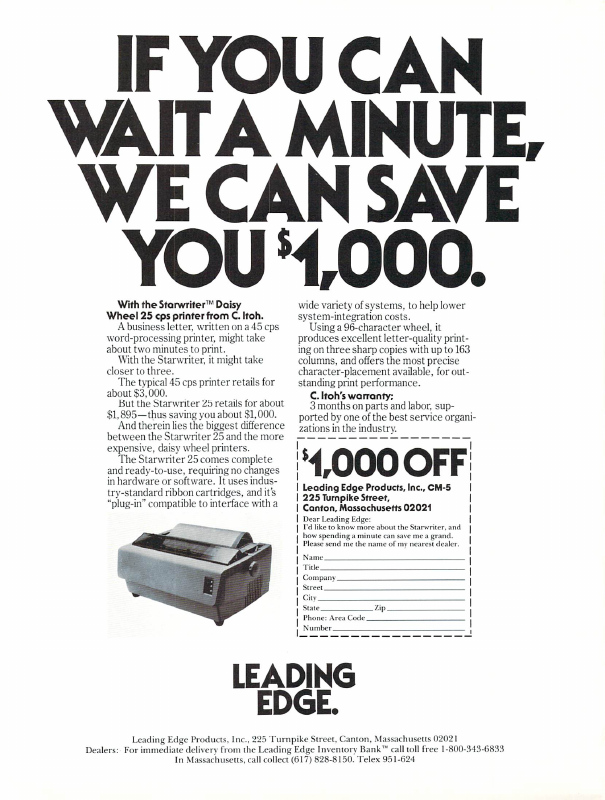 IF YOU CAN
WAIT A MINUTE,
WE CAN SAVE
YOU $1,000.
With the Starwriter™ Daisy
Wheel 25 cps printer from C. Itoh.
A business letter, written on a 45 cps
word-processing printer, might take
about two minutes to print.
With the Starwriter, it might take
closer to three.
The typical 45 cps printer retails for
about $3,000.
But the Starwriter 25 retails for about
$1,895—thus saving you about $1,000.
And therein lies the biggest difference
between the Starwriter 25 and the more
expensive, daisy wheel printers.
The Starwriter 25 comes complete
and ready-to-use, requiring no changes
in hardware or software. It uses indus-
try-standard ribbon cartridges, and it's
"plug-in" compatible to interface with a
wide variety of systems, to help lower
system-integration costs.
Using a 96-character wheel, it
produces excellent letter-quality print-
ing on three sharp copies with up to 163
columns, and offers the most precise
character-placement available, for out-
standing print performance.
C. Itoh's warranty:
3 months on parts and labor, sup-
ported by one of the best service organi-
zations in the industry.
$1,000 OFF
Leading Edge Products, Inc., CM-5
225 Turnpike Street,
Canton, Massachusetts 02021
Dear Leading Edge:
I'd like to know more about the Starwriter, and
how spending a minute can save me a grand.
Please send me the name of my nearest dealer.
Name
Title
Company
Street
City
State Zip
Phone: Area Code
Number
LEADING
EDGE.
Leading Edge Products, Inc., 225 Turnpike Street, Canton, Massachusetts 02021
Dealers: For immediate delivery from the Leading Edge Inventory Bank™ call toll free 1-800-343-6833
In Massachusetts, call collect (617) 828-8150. Telex 951-624